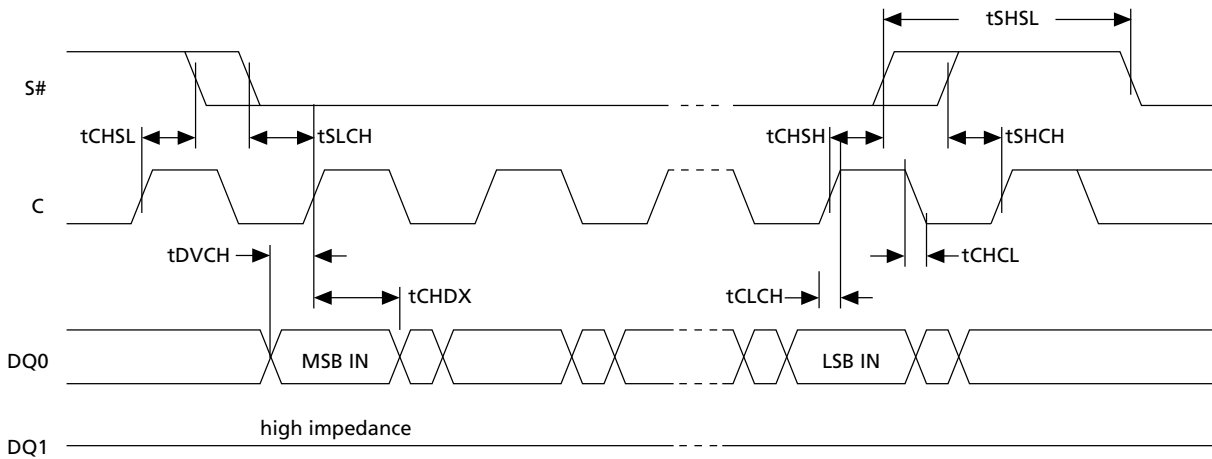 tSHSL
S#
tCHSL
tSLCH
tCHSH
tSHCH
C
tDVCH
tCHCL
tCHDX
tCLCH
DQ0
MSB IN
LSB IN
high impedance
DQ1